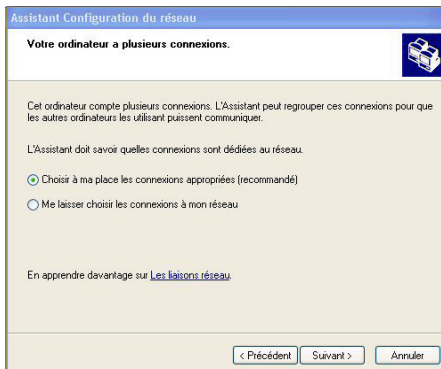 Assistant Configuration du réseau
Votre ordinateur a plusieurs connexions.
Cet ordinateur compte plusieurs connexions. L'Assistant peut regrouper ces connexions pour que
les autres ordinateurs les utilisant puissent communiquer.
L'Assistant doit savoir quelles connexions sont dédiées au réseau.
Choisir à ma place les connexions appropriées (recommandé)
Me laisser choisir les connexions à mon réseau
En apprendre davantage sur Les liaisons réseau.
< Précédent Suivant > Annuler